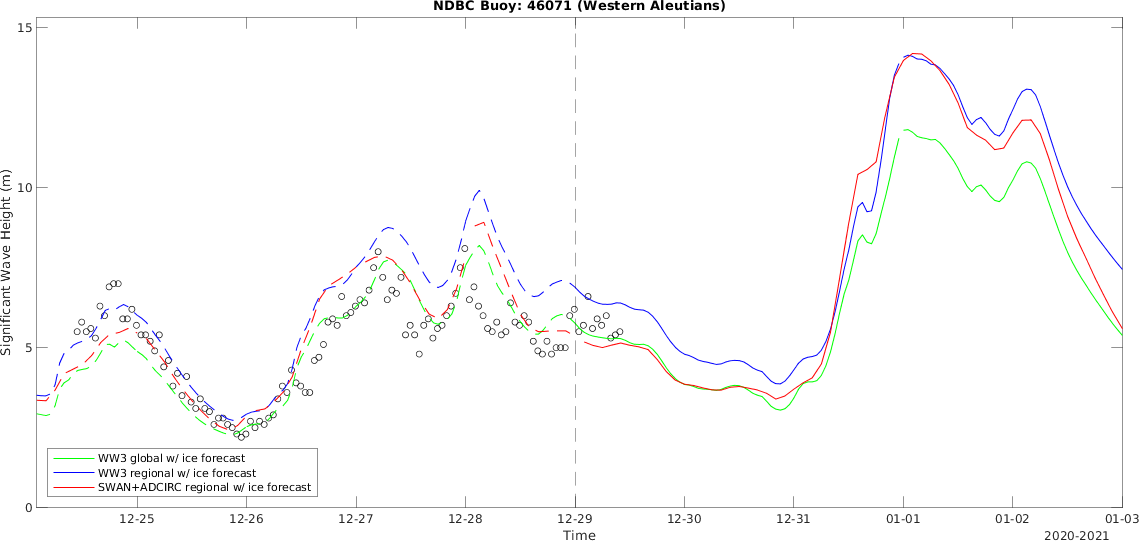 NDBC Buoy: 46071 (Western Aleutians)
15
10
5
0
Significant Wave Height (m)
WW3 global w/ ice forecast
WW3 regional w/ ice forecast
SWAN+ADCIRC regional w/ ice forecast
12-25 12-26 12-27 12-28 12-29 12-30 12-31 01-01 01-02 01-03
Time
2020-2021